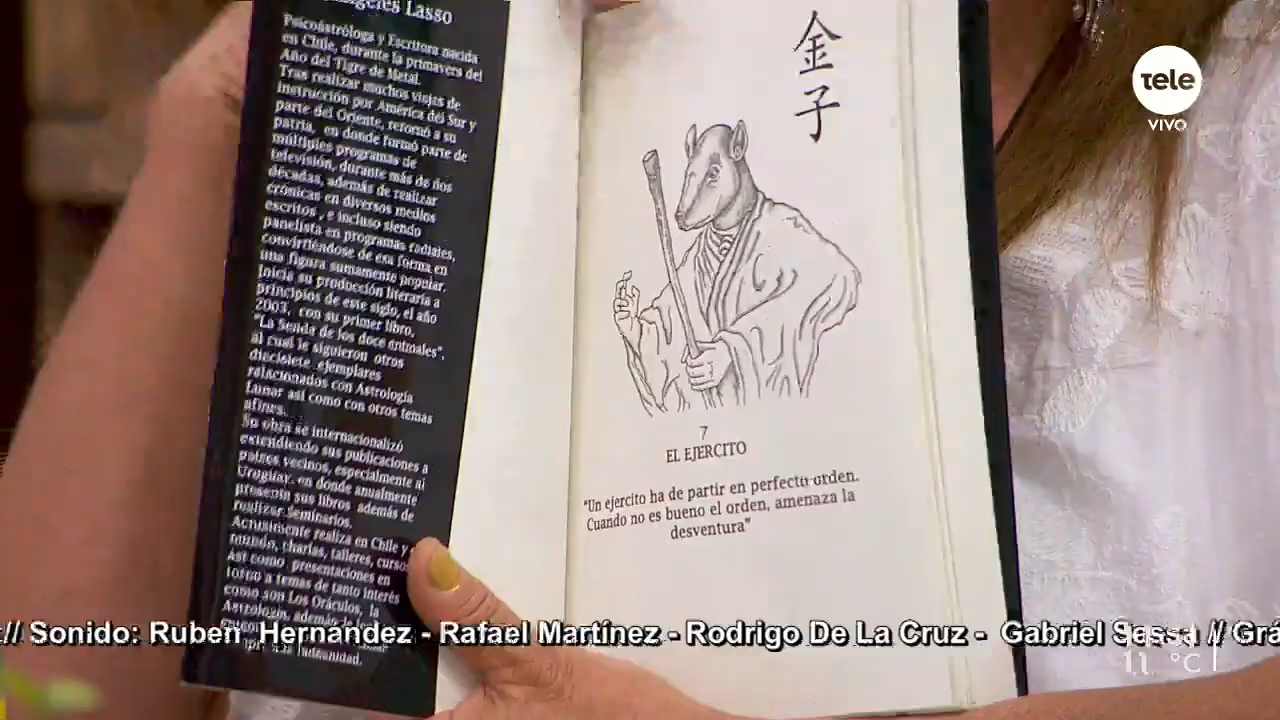 Lasso
Psicoastróloga y Escritora nacida
en Chile, durante la primavera del
Año del Tigre de Metal.
Tras realizar muchos viajes de
instrucción por América del Sur y
parte del Oriente, retornó a su
patria, en donde formó parte de
múltiples programas de
televisión, durante más de dos
décadas, además de realizar
crónicas en diversos medios
escritos, e incluso siendo
panelista en programas radiales,
convirtiéndose de esa forma en
una figura sumamente popular.
Inicia su producción literaria a
principios de este siglo, el año
2003, con su primer libro,
"La Senda de los doce animales",
al cual le siguieron otros
diecisiete ejemplares
relacionados con Astrología
Lunar así como con otros temas
afines.
Su obra se internacionalizó
extendiendo sus publicaciones a
países vecinos, especialmente al
Uruguay, en donde anualmente
presenta sus libros además de
realizar Seminarios.
Actualmente realiza en Chile y
mundo, charlas, talleres, curso
Así como presentaciones en
torno a temas de tanto interés
como son Los Oráculos, la
Astrología, además
金
子
7
EL EJERCITO
"Un ejercito ha de partir en perfecto orden.
Cuando no es bueno el orden, amenaza la
desventura"
tele
VIVO
// Sonido: Ruben Hernandez - Rafael Martínez - Rodrigo De La Cruz - Gabriel Sassa // Grá
11 °C